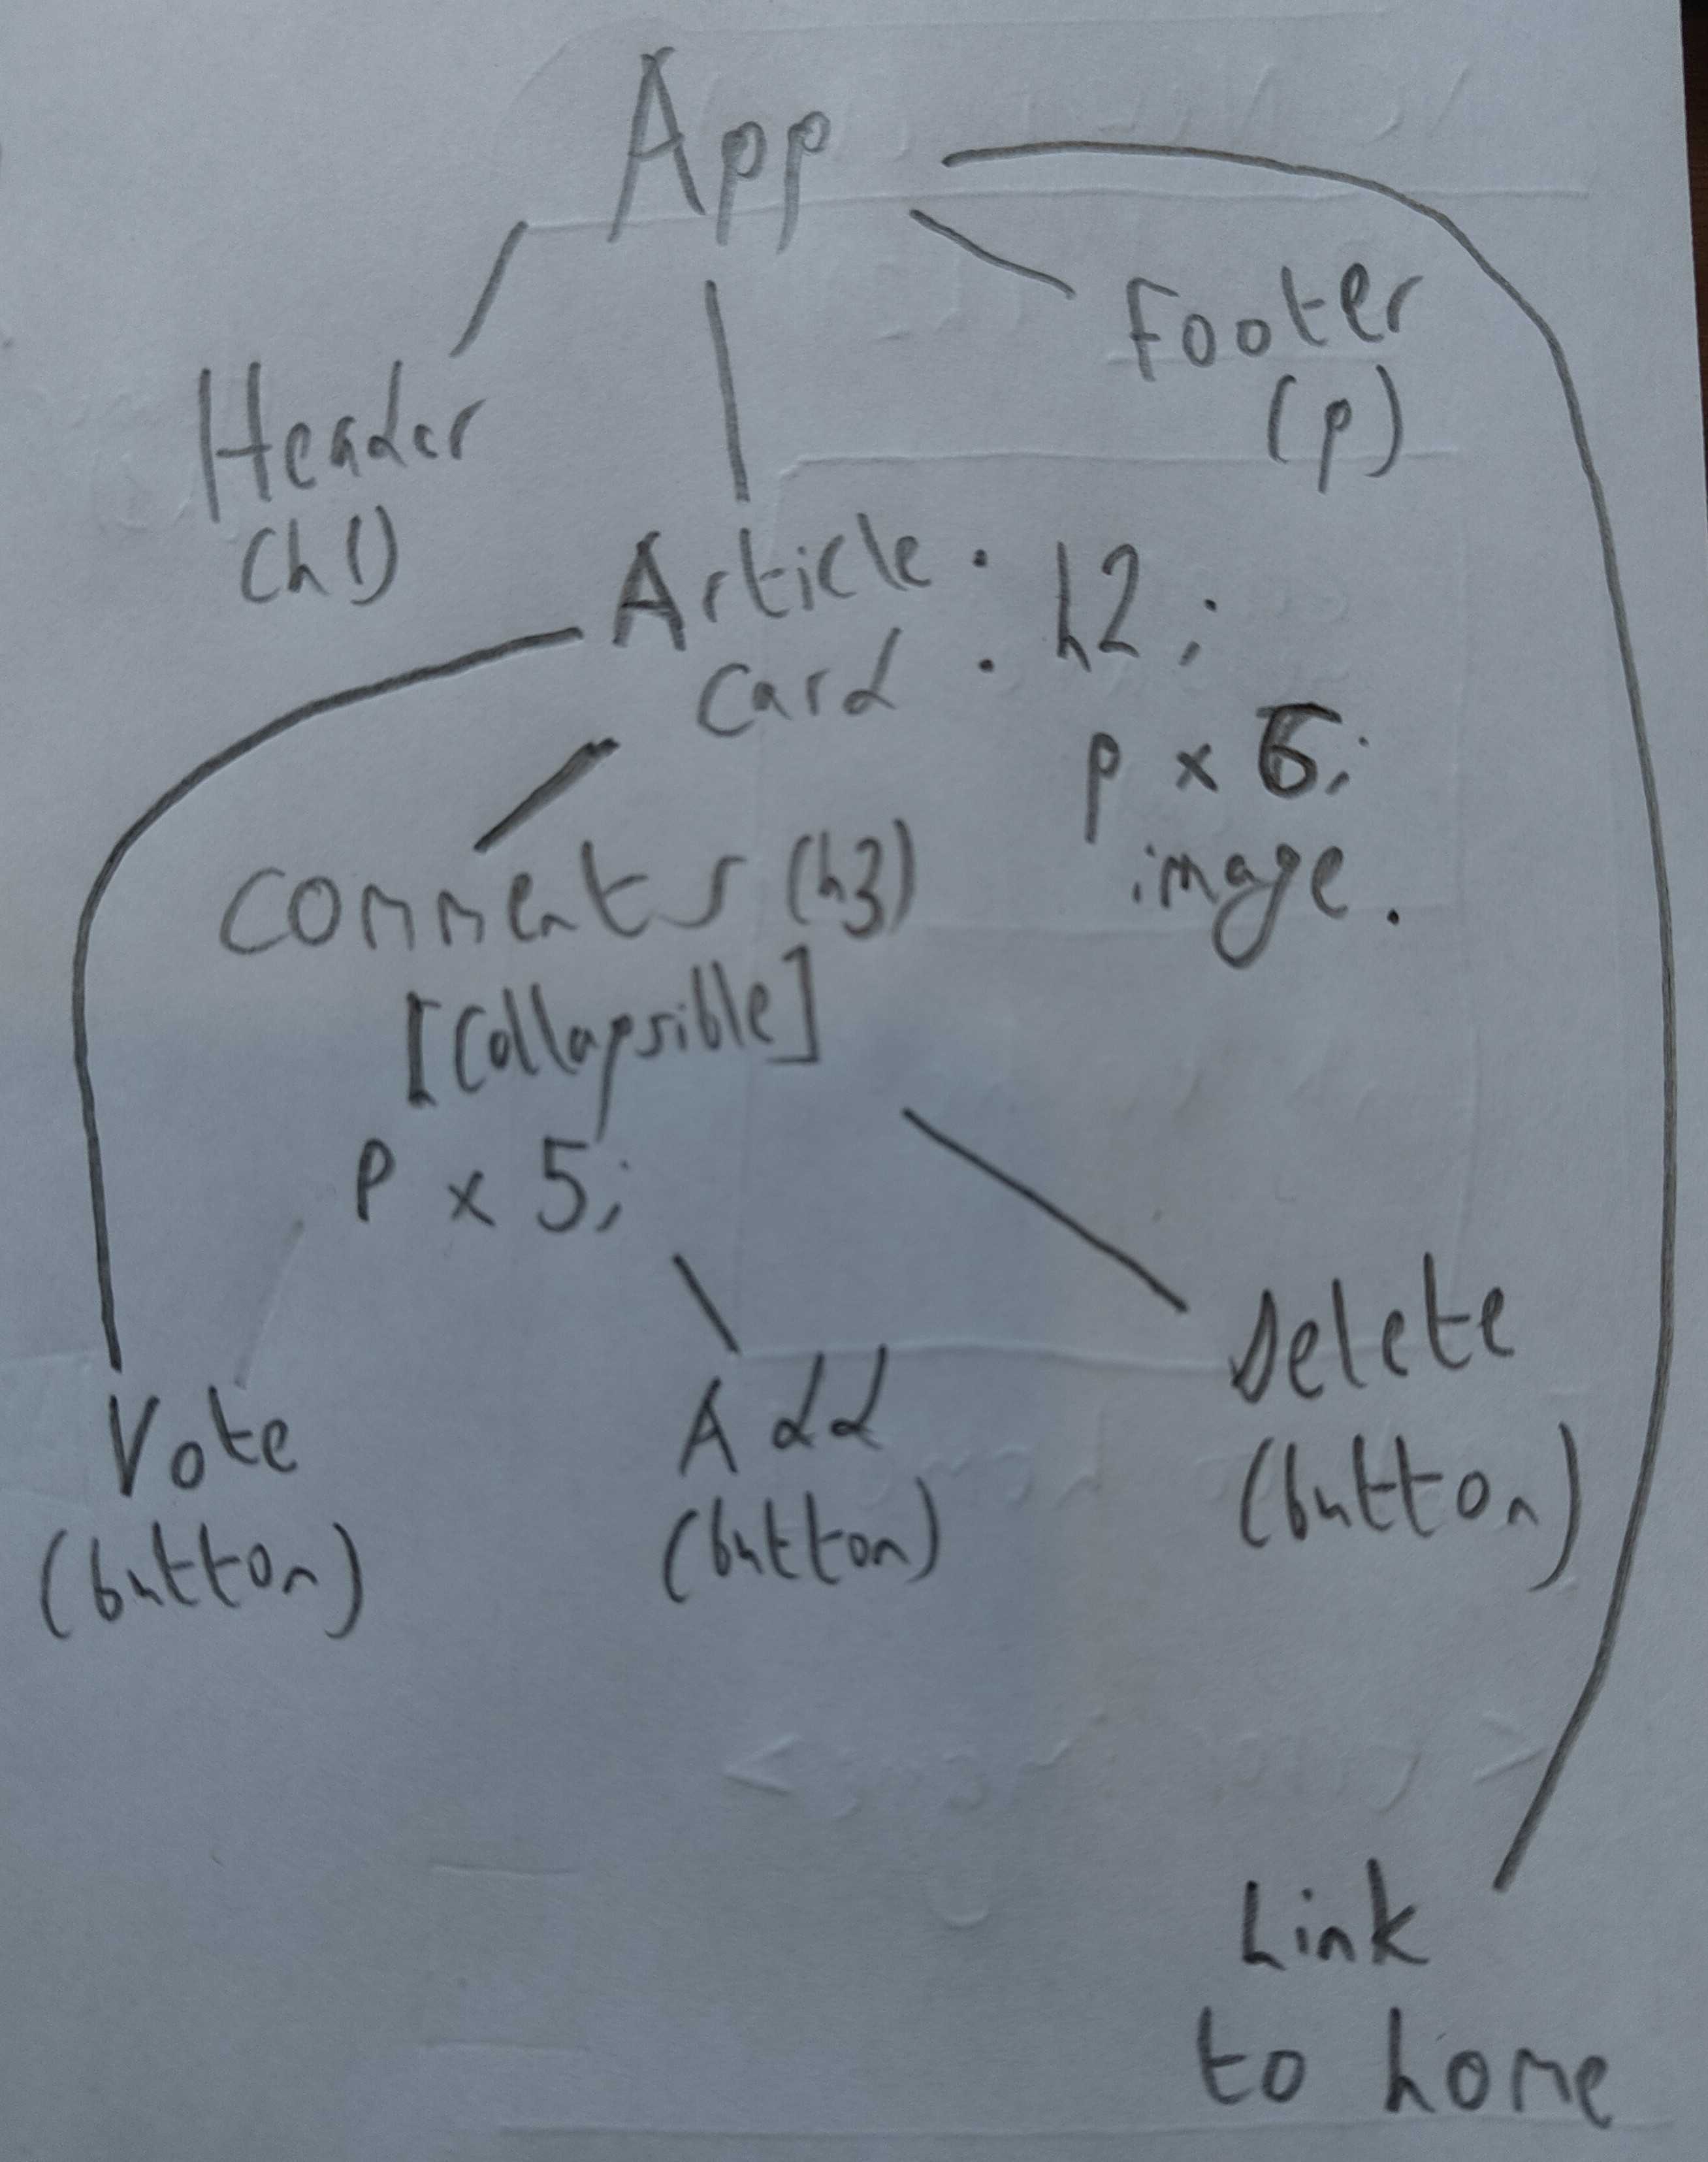 App
Footer
(p)
Header
(h1)
Article : h2;
Card
p x 6;
image.
Comments (h3)
[Collapsible]
P x 5;
Delete
(button)
Add
(button)
Vote
(button)
Link
to home